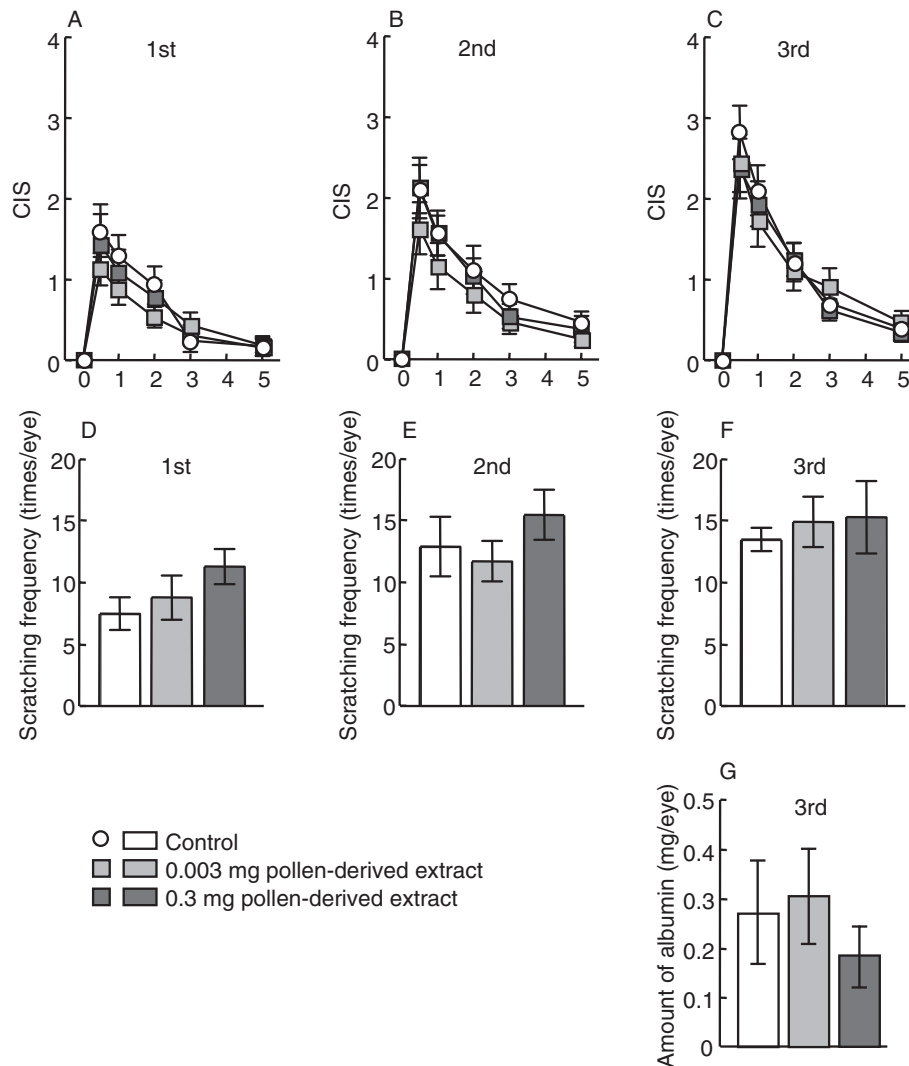 A
1st
CIS
4
3
2
1
0
0 1 2 3 5
B
2nd
CIS
4
3
2
1
0
0 1 2 3 5
C
3rd
CIS
4
3
2
1
0
0 1 2 3 5
D
1st
Scratching frequency (times/eye)
20
15
10
5
0
E
2nd
Scratching frequency (times/eye)
20
15
10
5
0
F
3rd
Scratching frequency (times/eye)
20
15
10
5
0
G
3rd
Amount of albumin (mg/eye)
0.5
0.4
0.3
0.2
0.1
0
Control
0.003 mg pollen-derived extract
0.3 mg pollen-derived extract